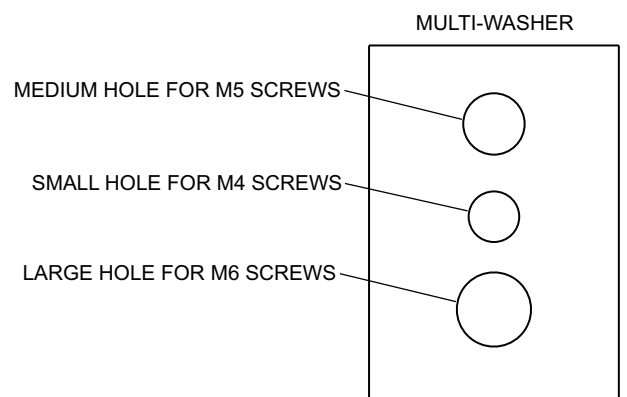 MULTI-WASHER
MEDIUM HOLE FOR M5 SCREWS
SMALL HOLE FOR M4 SCREWS
LARGE HOLE FOR M6 SCREWS